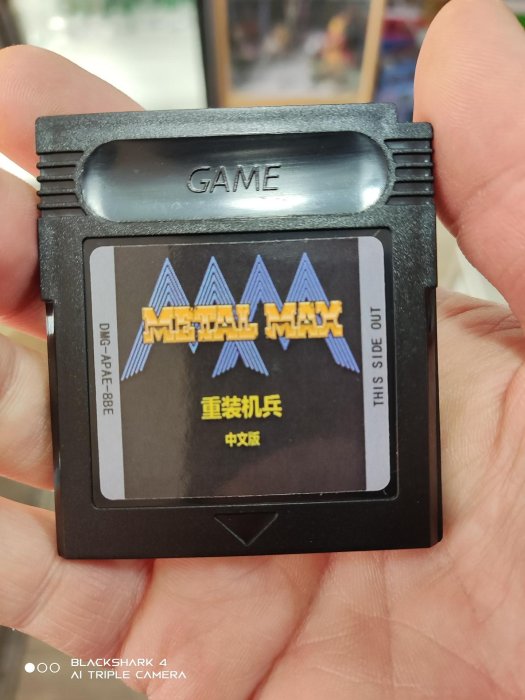 GAME
METAL MAX
重装机兵
中文版
DMG-APAE-8BE
THIS SIDE OUT
BLACKSHARK 4
AI TRIPLE CAMERA